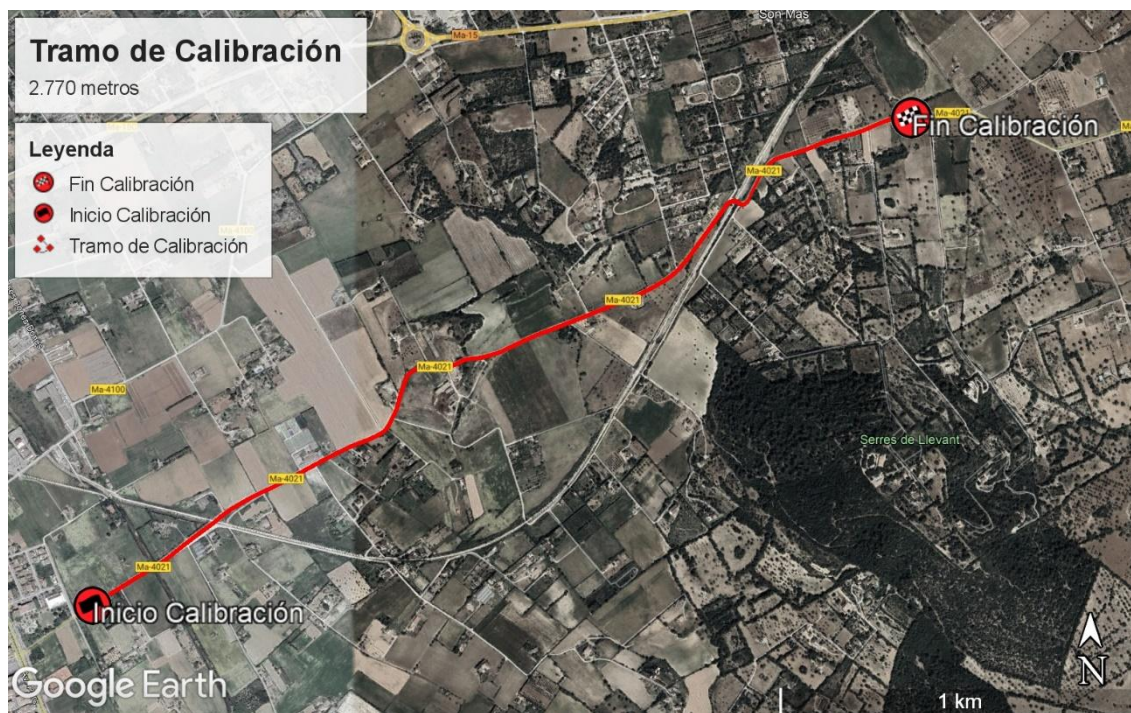 Tramo de Calibración
2.770 metros
Leyenda
Fin Calibración
Inicio Calibración
Tramo de Calibración
Ma-15
Son Mas
Ma-4021
Fin Calibración
Ma-4021
Ma-4021
Ma-4021
Ma-4100
Serres de Llevant
Ma-4021
Ma-4021
Inicio Calibración
Google Earth
1 km
N